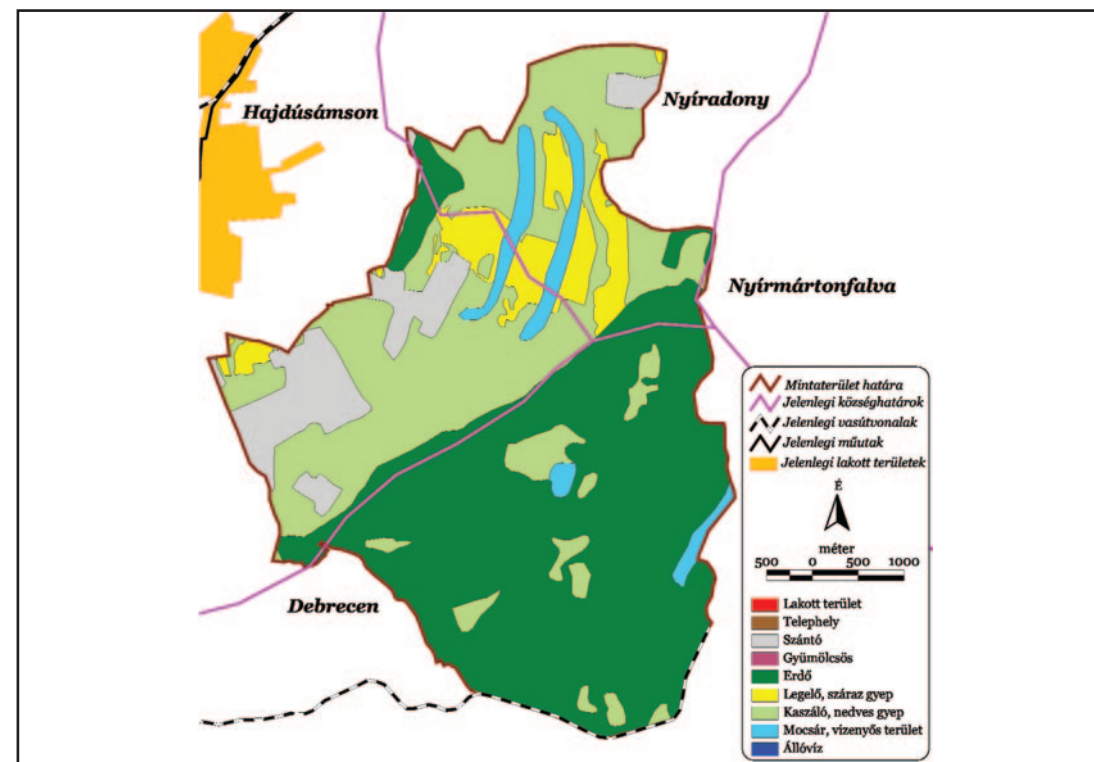 Hajdúsámson
Nyíradony
Nyírmártonfalva
Debrecen
Mintaterület határa
Jelenlegi községhatárok
Jelenlegi vasútvonalak
Jelenlegi műutak
Jelenlegi lakott területek
É
méter
500 0 500 1000
Lakott terület
Telephely
Szántó
Gyümölcsös
Erdő
Legelő, száraz gyep
Kaszáló, nedves gyep
Mocsár, vizenyős terület
Állóvíz